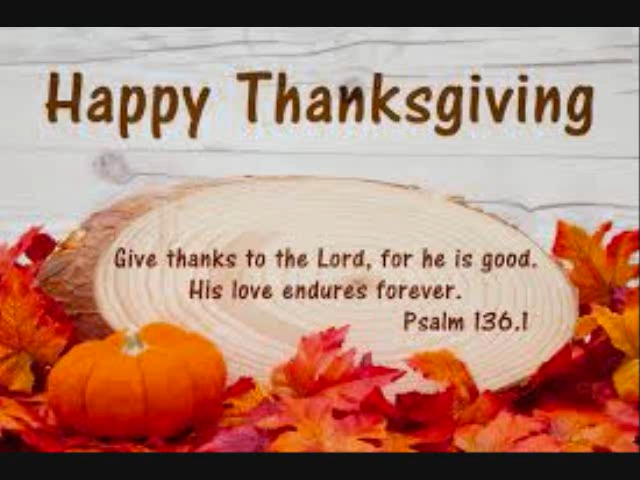 Happy Thanksgiving
Give thanks to the Lord, for he is good.
His love endures forever.
Psalm 136.1